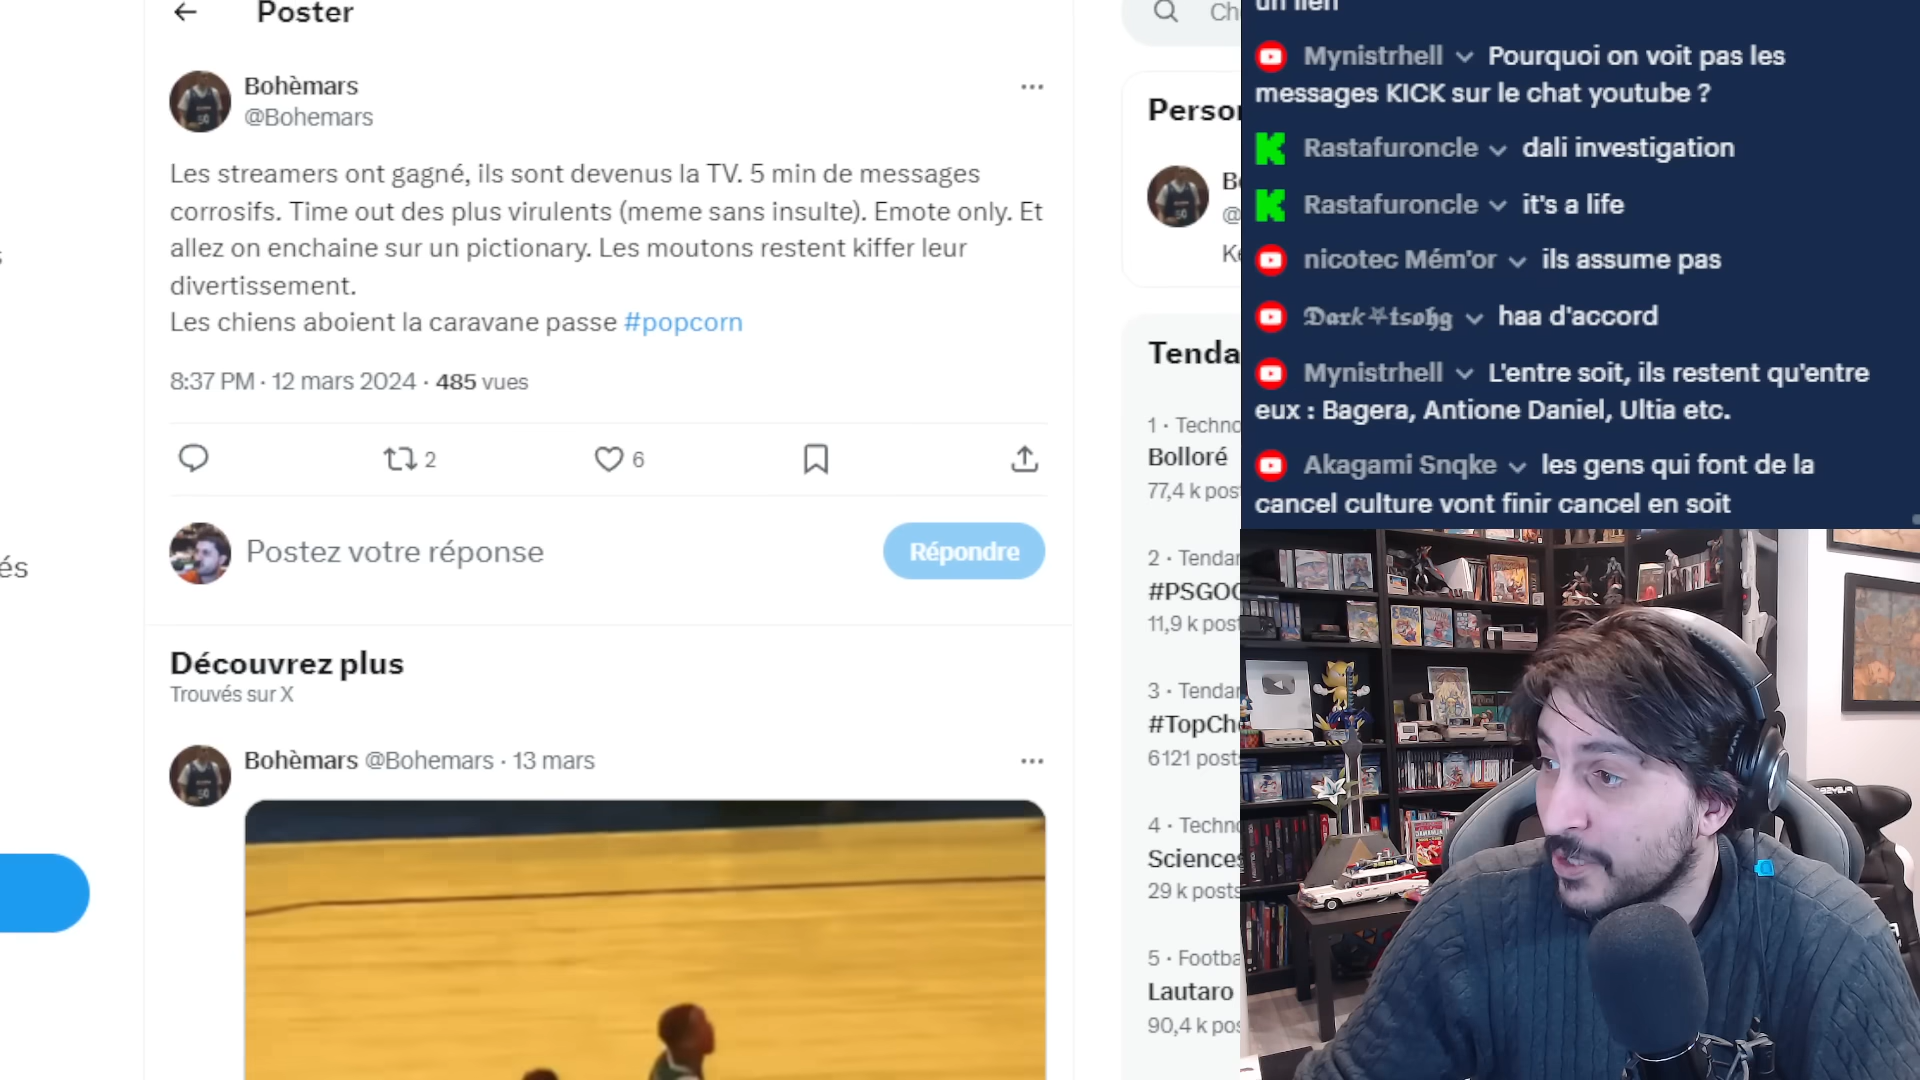 Poster
Bohèmars
@Bohemars
Les streamers ont gagné, ils sont devenus la TV. 5 min de messages
corrosifs. Time out des plus virulents (meme sans insulte). Emote only. Et
allez on enchaine sur un pictionary. Les moutons restent kiffer leur
divertissement.
Les chiens aboient la caravane passe #popcorn
8:37 PM · 12 mars 2024 · 485 vues
2
6
Postez votre réponse
Répondre
Découvrez plus
Trouvés sur X
Bohèmars @Bohemars · 13 mars
és
Ch
Person
B
@
Ke
Tenda
1 · Techno
Bolloré
77,4 k post
2 · Tendan
#PSGOG
11,9 k post
3 · Tendan
#TopChe
6121 posts
4 · Techno
Sciences
29 k posts
5 · Footba
Lautaro
90,4 k pos
un lien
Mynistrhell Pourquoi on voit pas les
messages KICK sur le chat youtube ?
Rastafuroncle dali investigation
Rastafuroncle it's a life
nicotec Mém'or ils assume pas
𝕯𝖆𝖗𝖐⛧𝖙𝖘𝖔𝖍𝖌 haa d'accord
Mynistrhell L'entre soit, ils restent qu'entre
eux : Bagera, Antione Daniel, Ultia etc.
Akagami Snqke les gens qui font de la
cancel culture vont finir cancel en soit